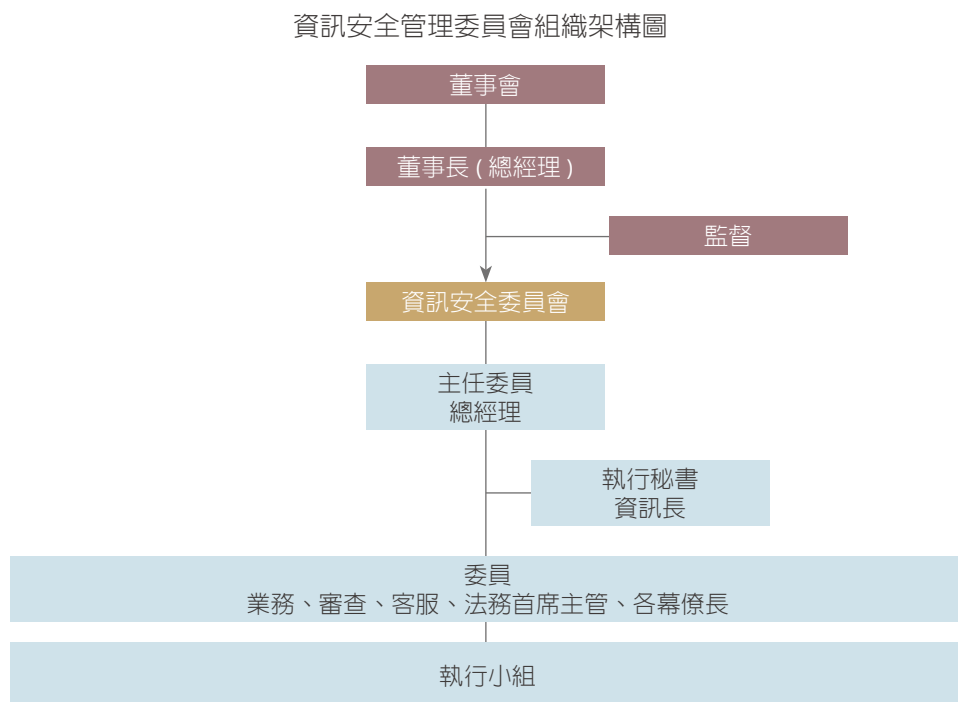 資訊安全管理委員會組織架構圖
董事會
董事長 ( 總經理 )
監督
資訊安全委員會
主任委員
總經理
執行秘書
資訊長
委員
業務、審查、客服、法務首席主管、各幕僚長
執行小組